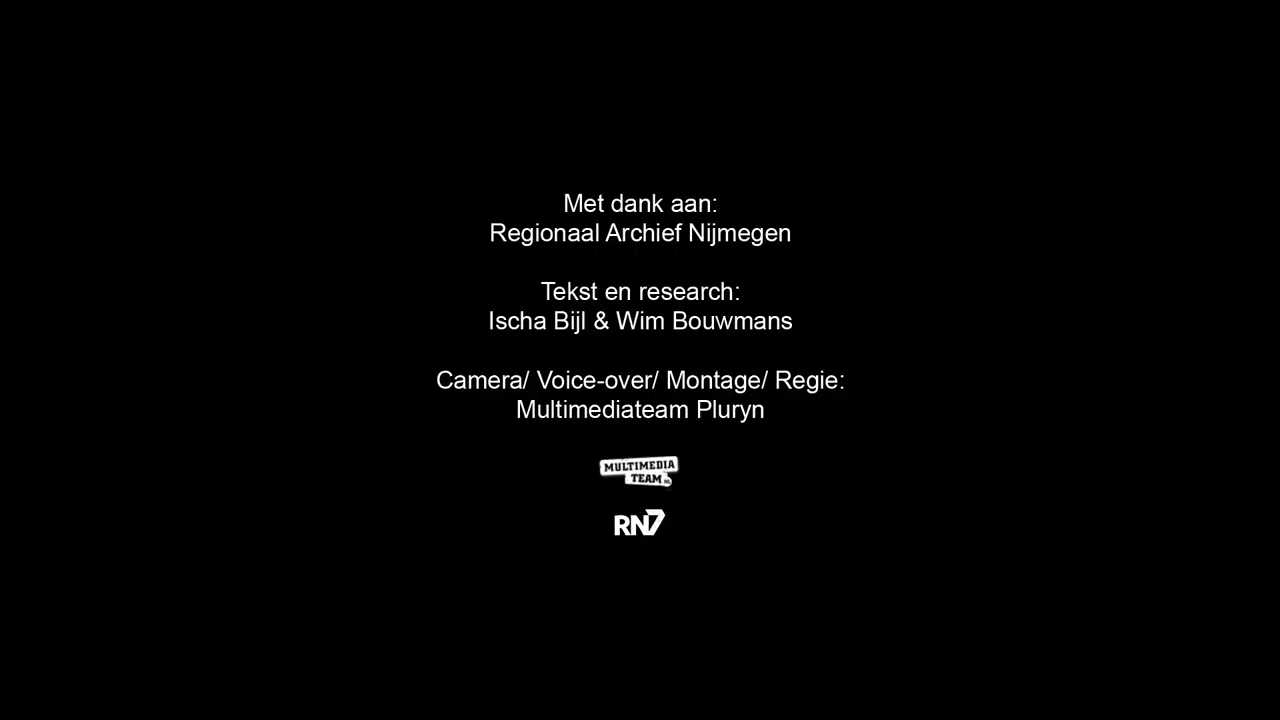 Met dank aan:
Regionaal Archief Nijmegen
Tekst en research:
Ischa Bijl & Wim Bouwmans
Camera/ Voice-over/ Montage/ Regie:
Multimediateam Pluryn
MULTIMEDIA
TEAM.NL
RN7